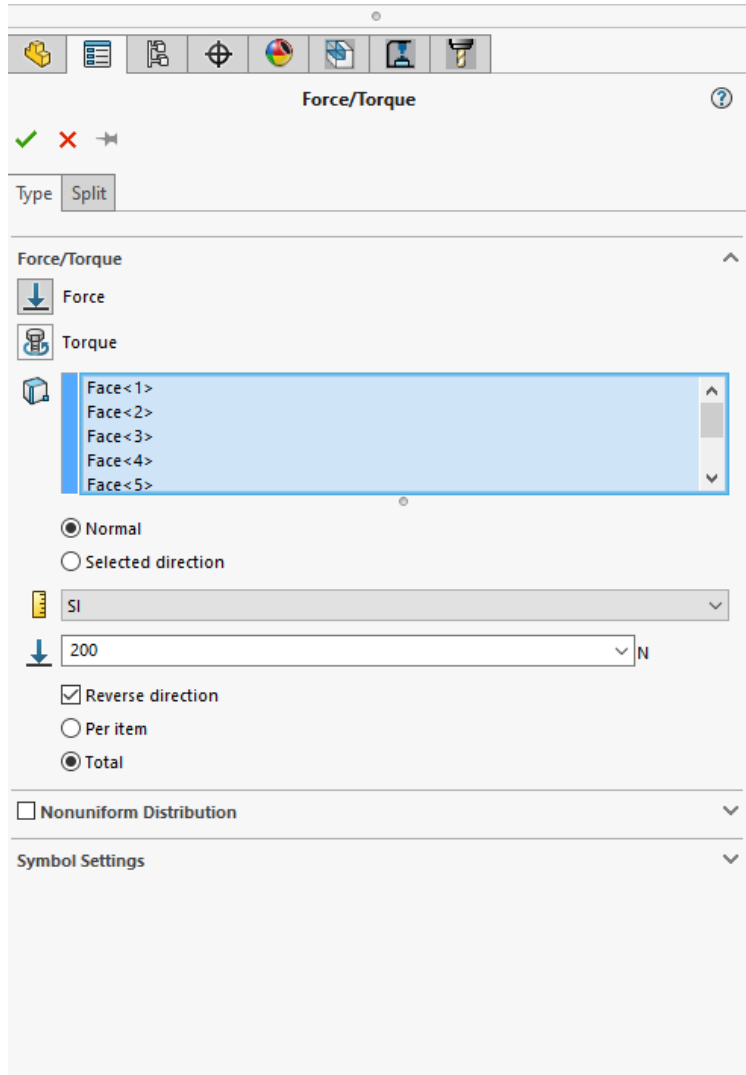 Force/Torque
Type Split
Force/Torque
Force
Torque
Face<1>
Face<2>
Face<3>
Face<4>
Face<5>
Normal
Selected direction
SI
200 N
Reverse direction
Per item
Total
Nonuniform Distribution
Symbol Settings